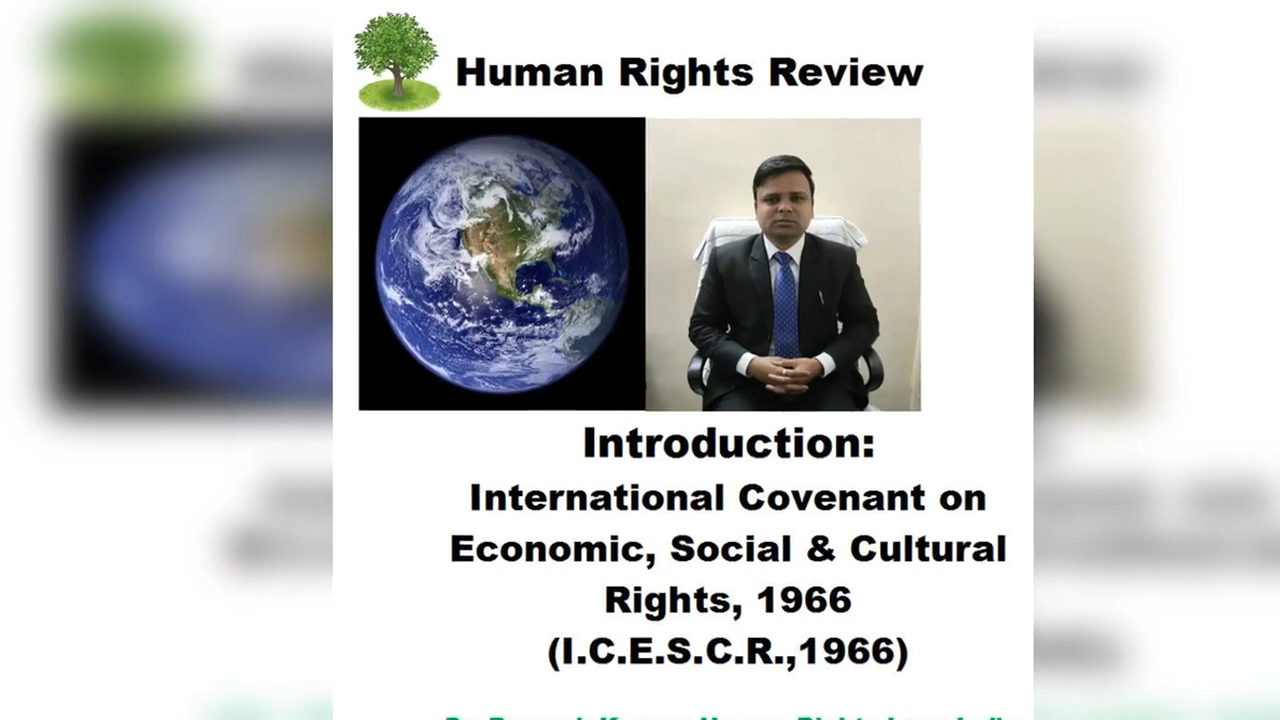 Human Rights Review
Introduction:
International Covenant on
Economic, Social & Cultural
Rights, 1966
(I.C.E.S.C.R.,1966)